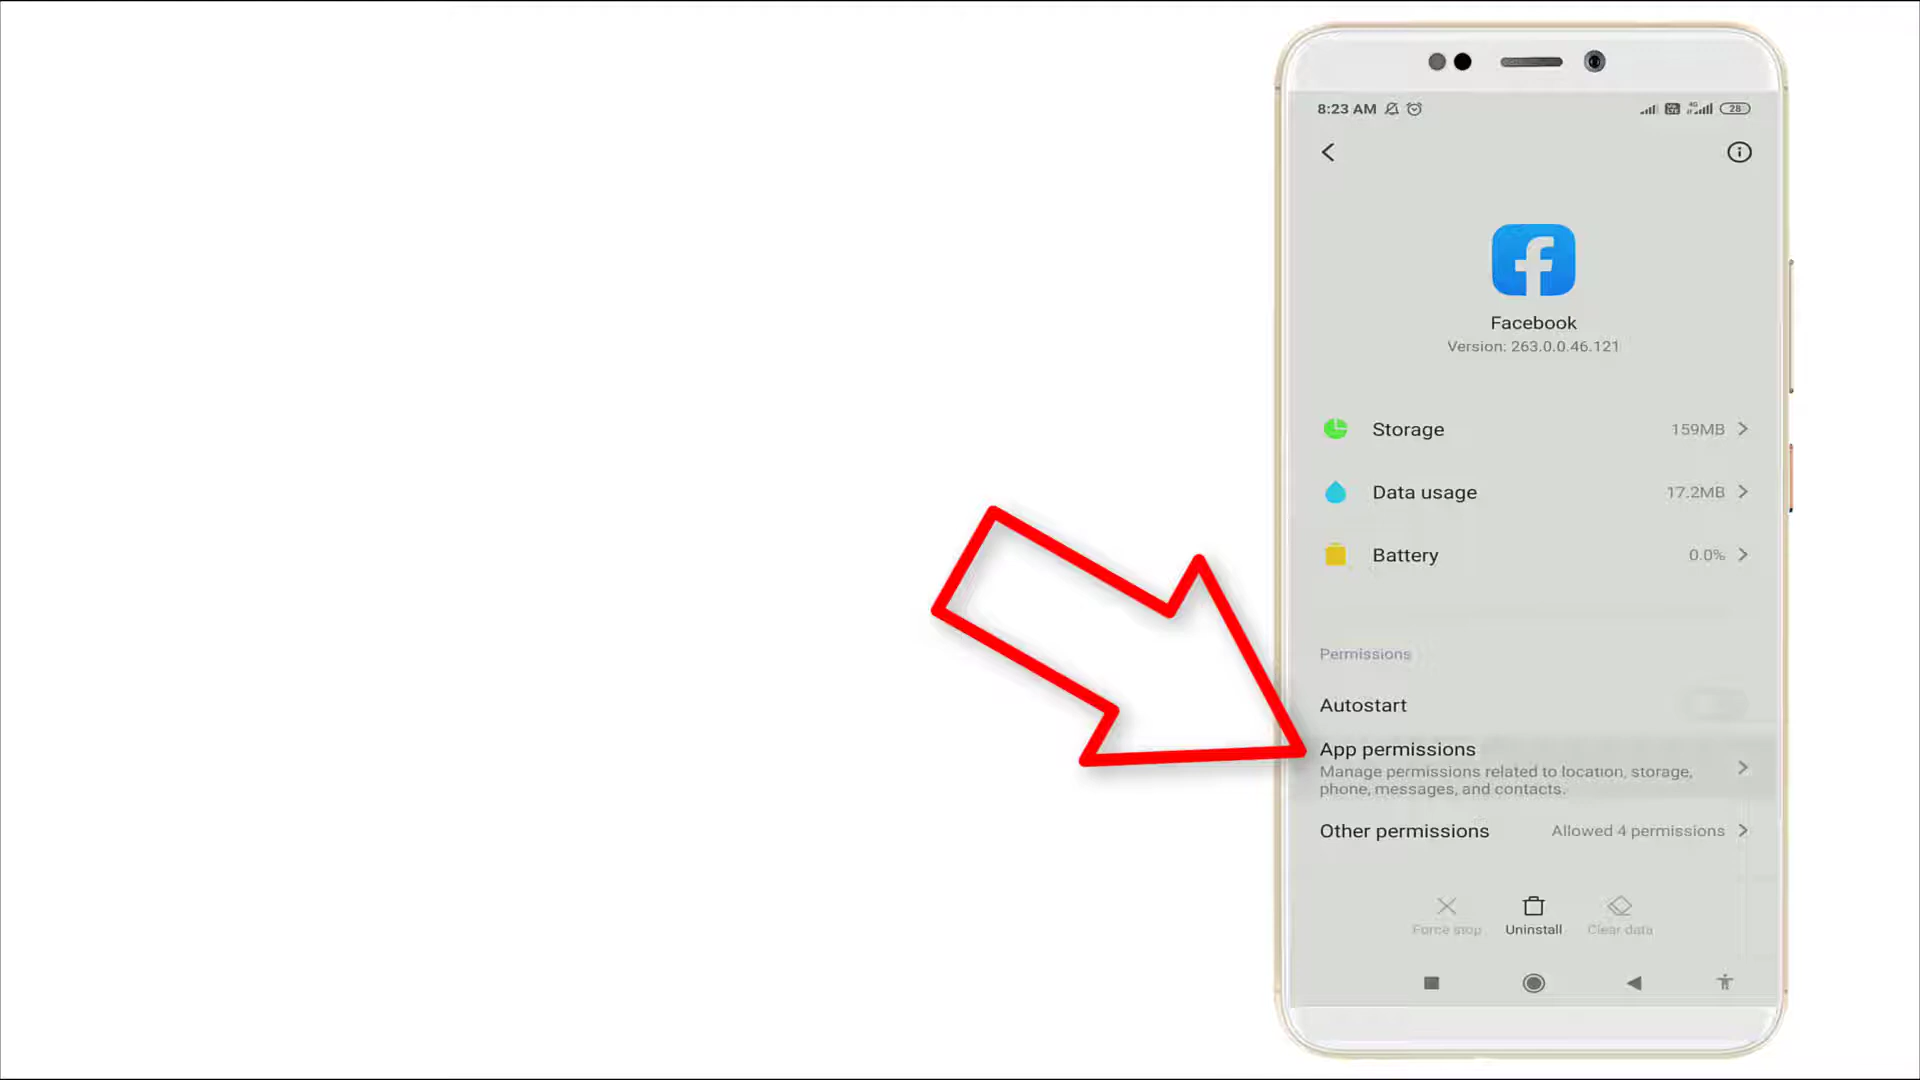 8:23 AM 4G 28
Facebook
Version: 263.0.0.46.121
Storage 159MB
Data usage 17.2MB
Battery 0.0%
Permissions
Autostart
App permissions
Manage permissions related to location, storage,
phone, messages, and contacts.
Other permissions Allowed 4 permissions
Force stop Uninstall Clear data